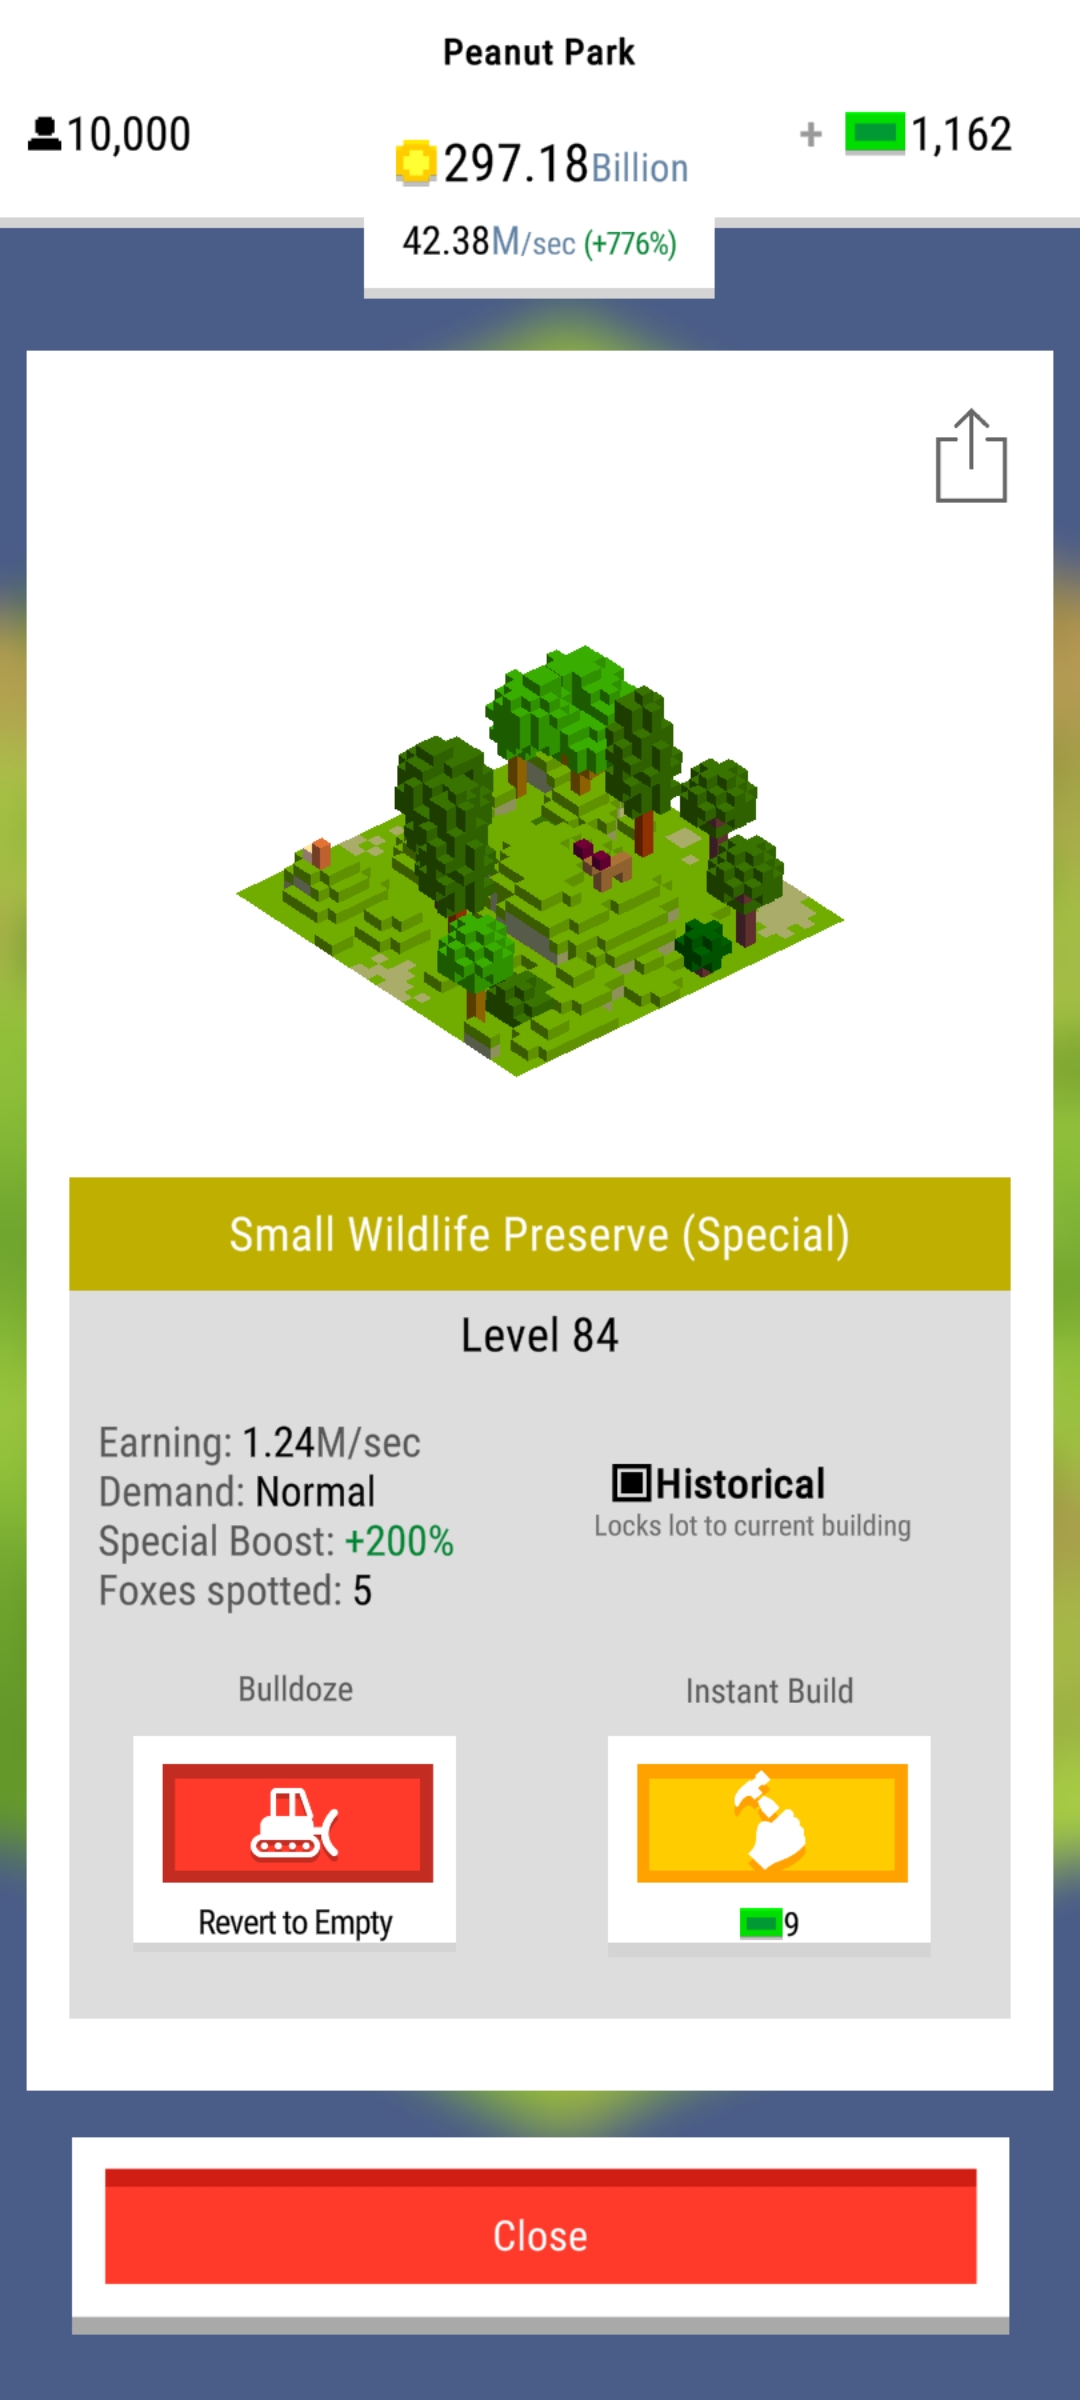 Peanut Park
10,000
297.18Billion
+ 1,162
42.38M/sec (+776%)
Small Wildlife Preserve (Special)
Level 84
Earning: 1.24M/sec
Demand: Normal
Special Boost: +200%
Foxes spotted: 5
Historical
Locks lot to current building
Bulldoze
Revert to Empty
Instant Build
9
Close